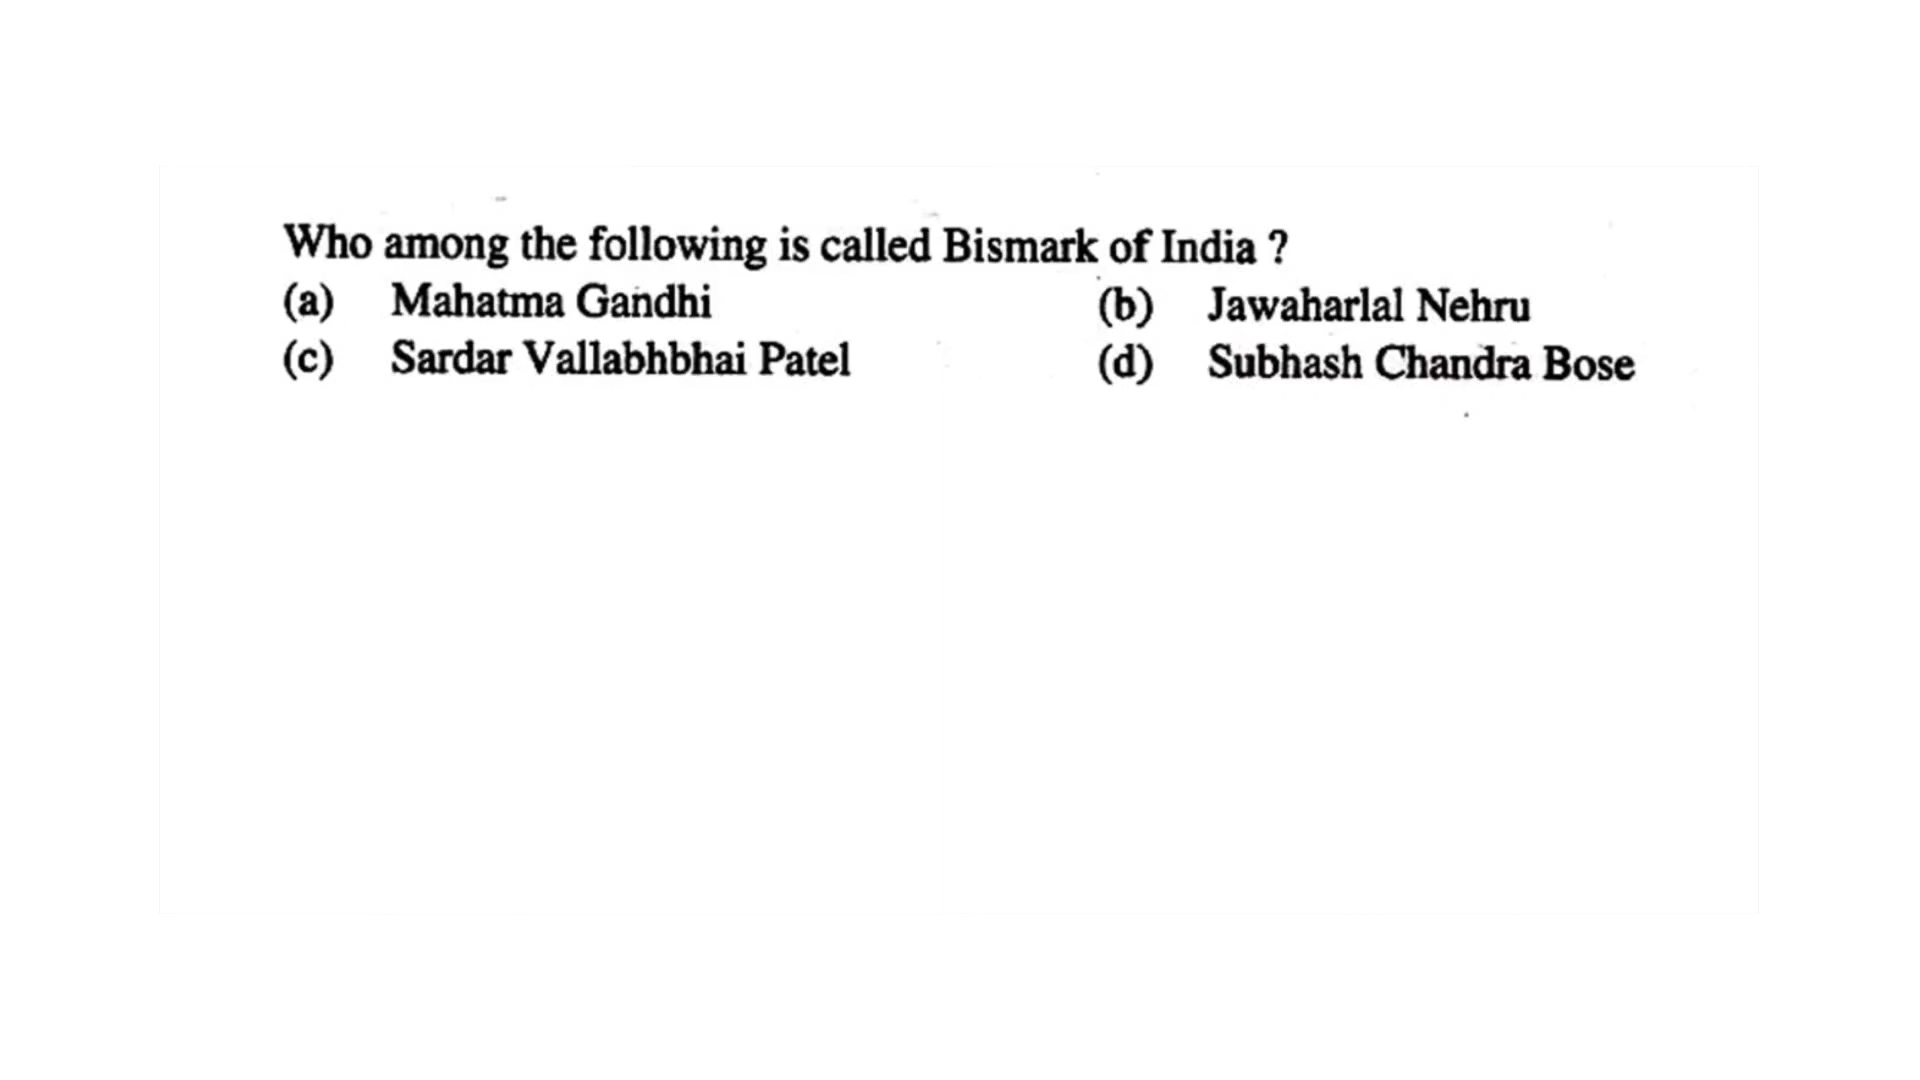 Who among the following is called Bismark of India ?
(a) Mahatma Gandhi (b) Jawaharlal Nehru
(c) Sardar Vallabhbhai Patel (d) Subhash Chandra Bose